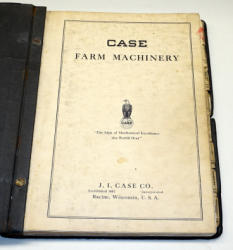 CASE
FARM MACHINERY
CASE
"The Sign of Mechanical Excellence
the World Over"
J. I. CASE CO.
Established 1842 Incorporated
Racine, Wisconsin, U. S. A.